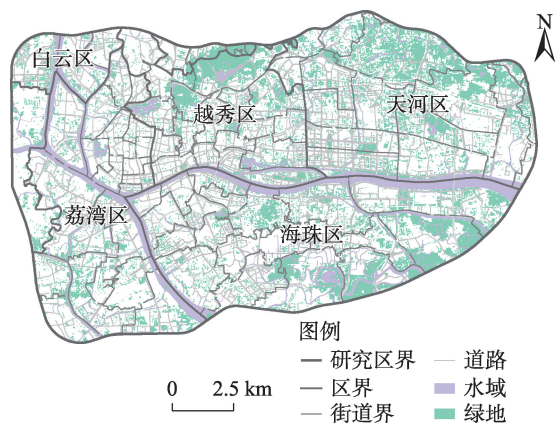 N
白云区
越秀区
天河区
荔湾区
海珠区
图例
研究区界
道路
区界
水域
街道界
绿地
0 2.5 km